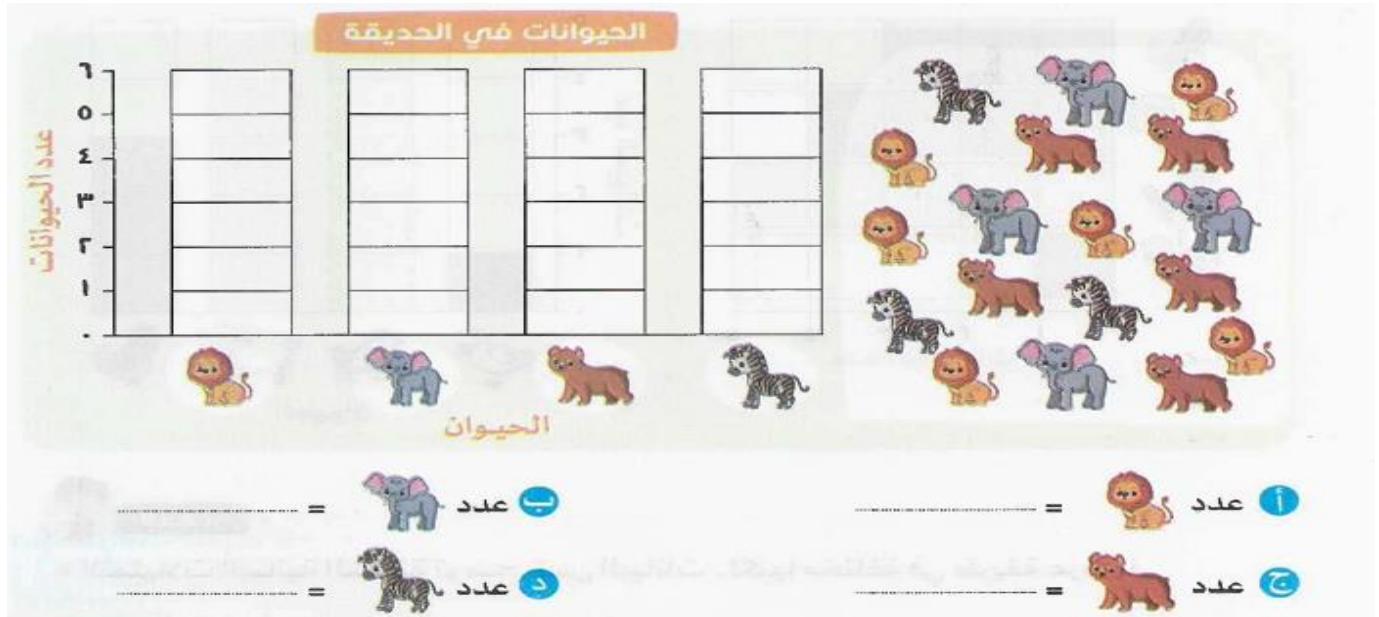 الحيوانات في الحديقة
عدد الحيوانات
٦
٥
٤
٣
٢
١
٠
الحيوان
أ عدد = ............
ب عدد = ............
ج عدد = ............
د عدد = ............